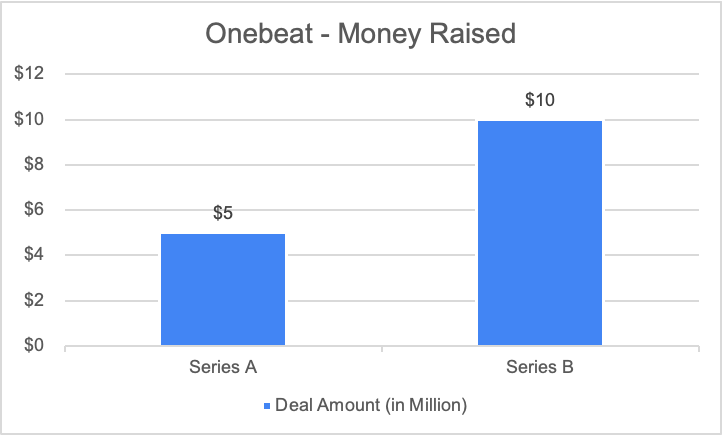 Onebeat - Money Raised
$12
$10
$8
$6
$4
$2
$0
$5
$10
Series A
Series B
Deal Amount (in Million)